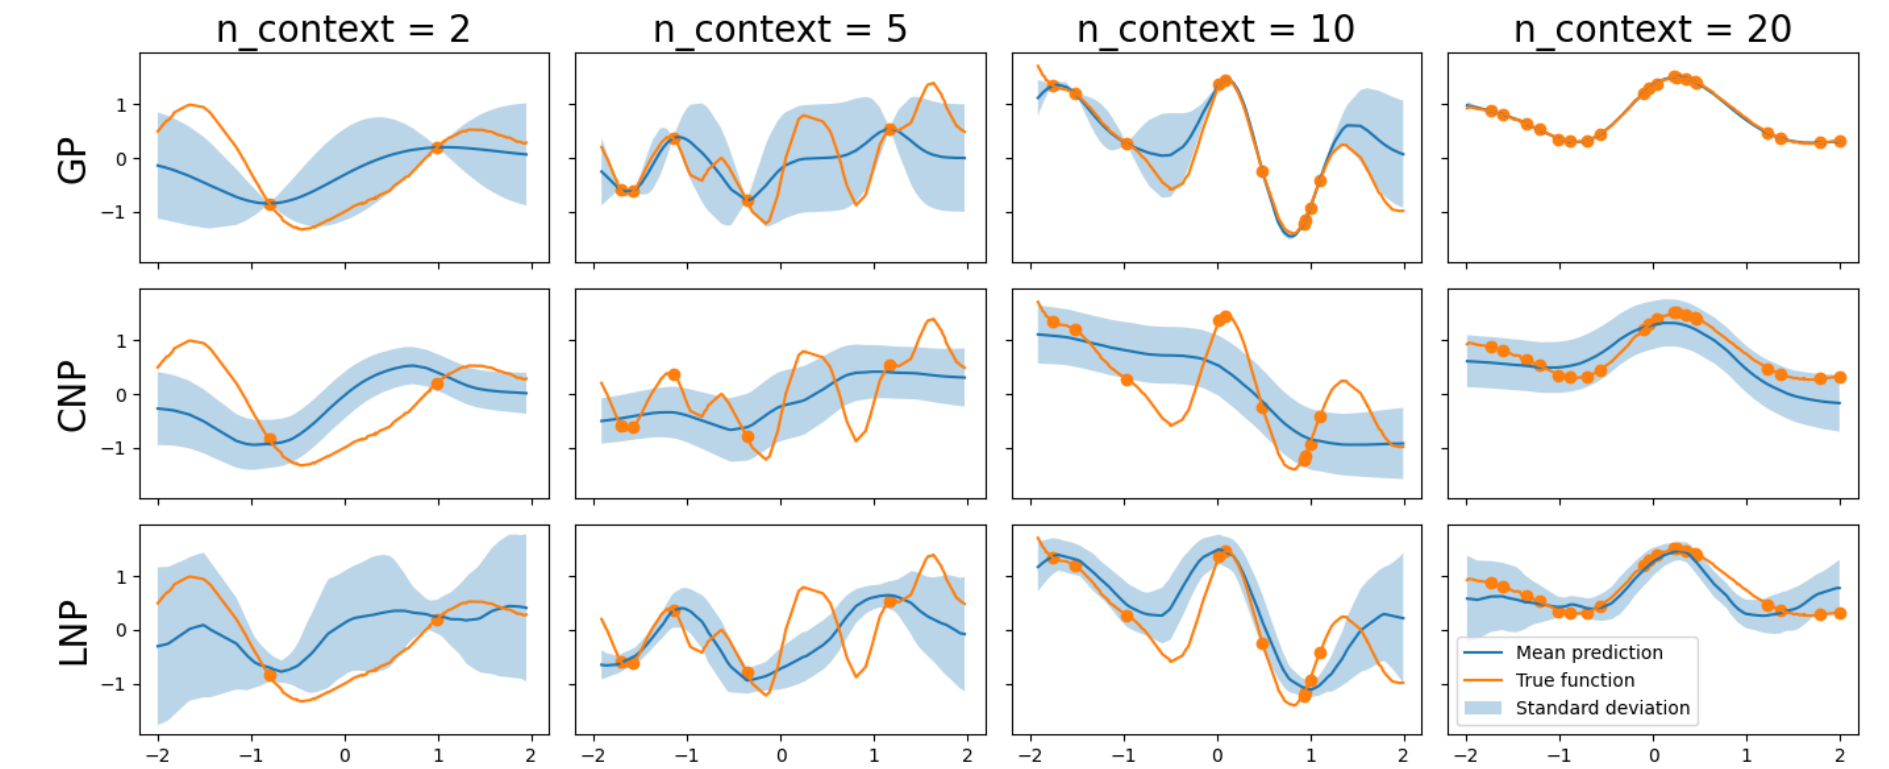 n_context = 2 n_context = 5 n_context = 10 n_context = 20
GP
1
0
−1
CNP
1
0
−1
LNP
1
0
−1
Mean prediction
True function
Standard deviation
−2 −1 0 1 2 −2 −1 0 1 2 −2 −1 0 1 2 −2 −1 0 1 2